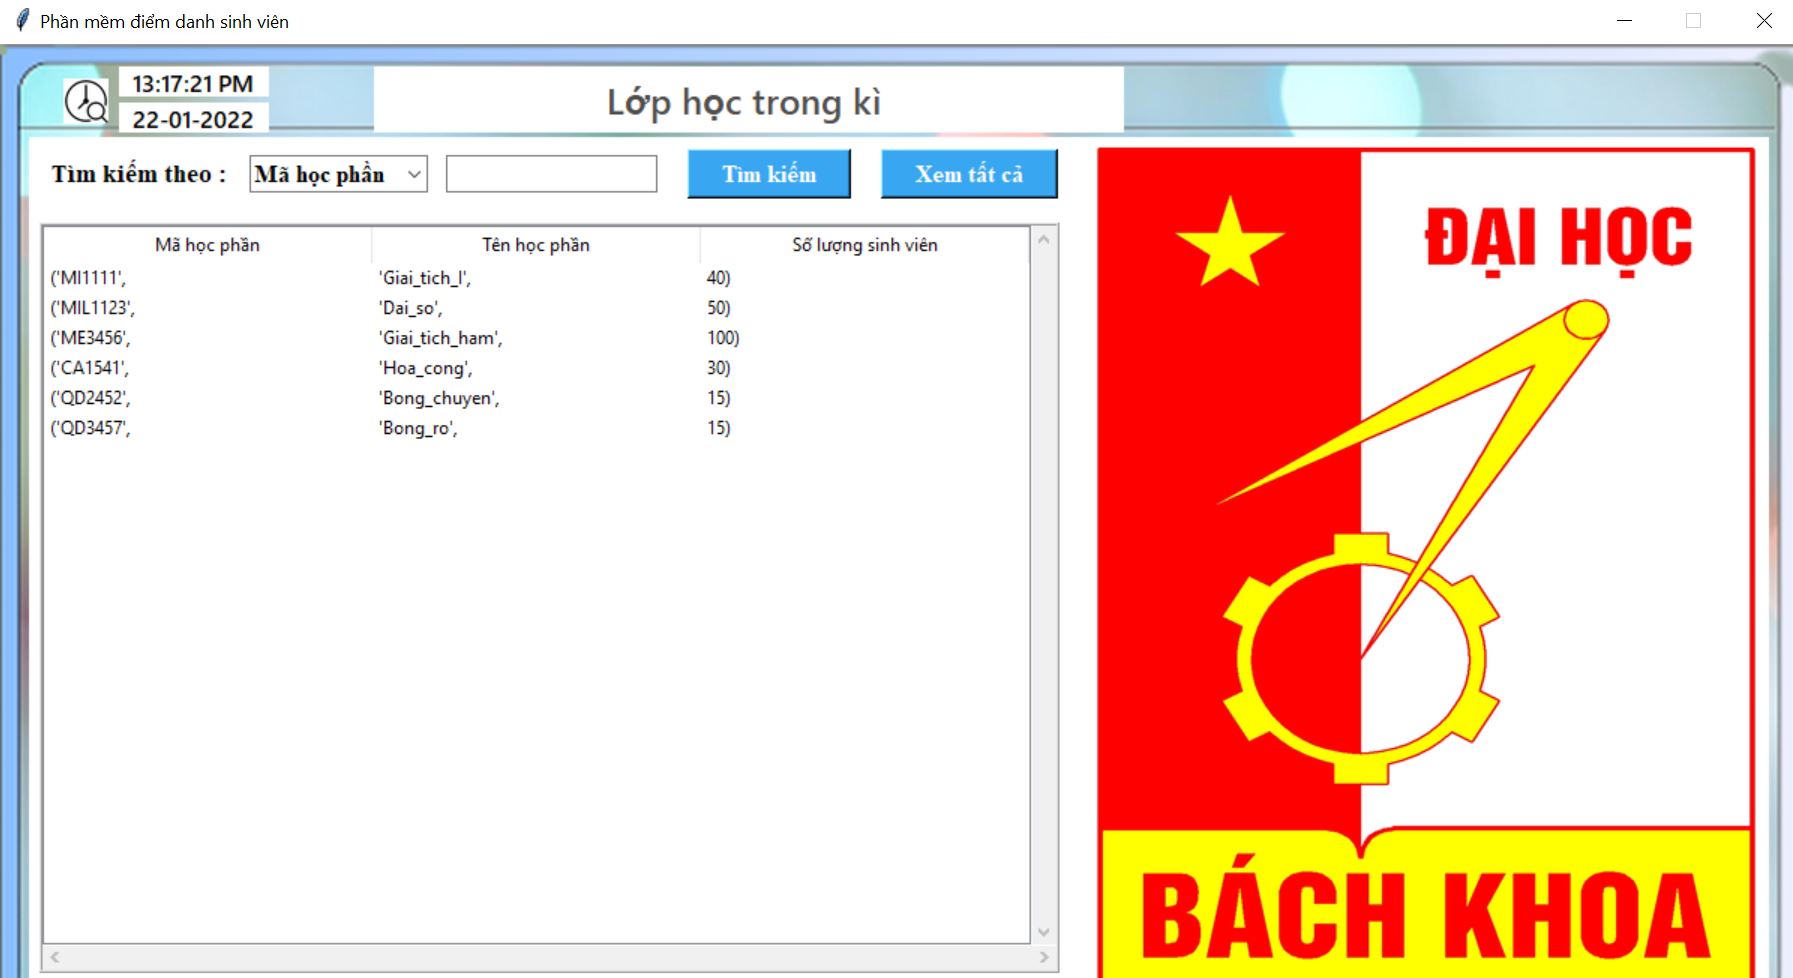 Phần mềm điểm danh sinh viên
13:17:21 PM
22-01-2022
Lớp học trong kì
Tìm kiếm theo : Mã học phần Tìm kiếm Xem tất cả
Mã học phần Tên học phần Số lượng sinh viên
('MI1111', 'Giai_tich_I', 40)
('MIL1123', 'Dai_so', 50)
('ME3456', 'Giai_tich_ham', 100)
('CA1541', 'Hoa_cong', 30)
('QD2452', 'Bong_chuyen', 15)
('QD3457', 'Bong_ro', 15)
ĐẠI HỌC
BÁCH KHOA